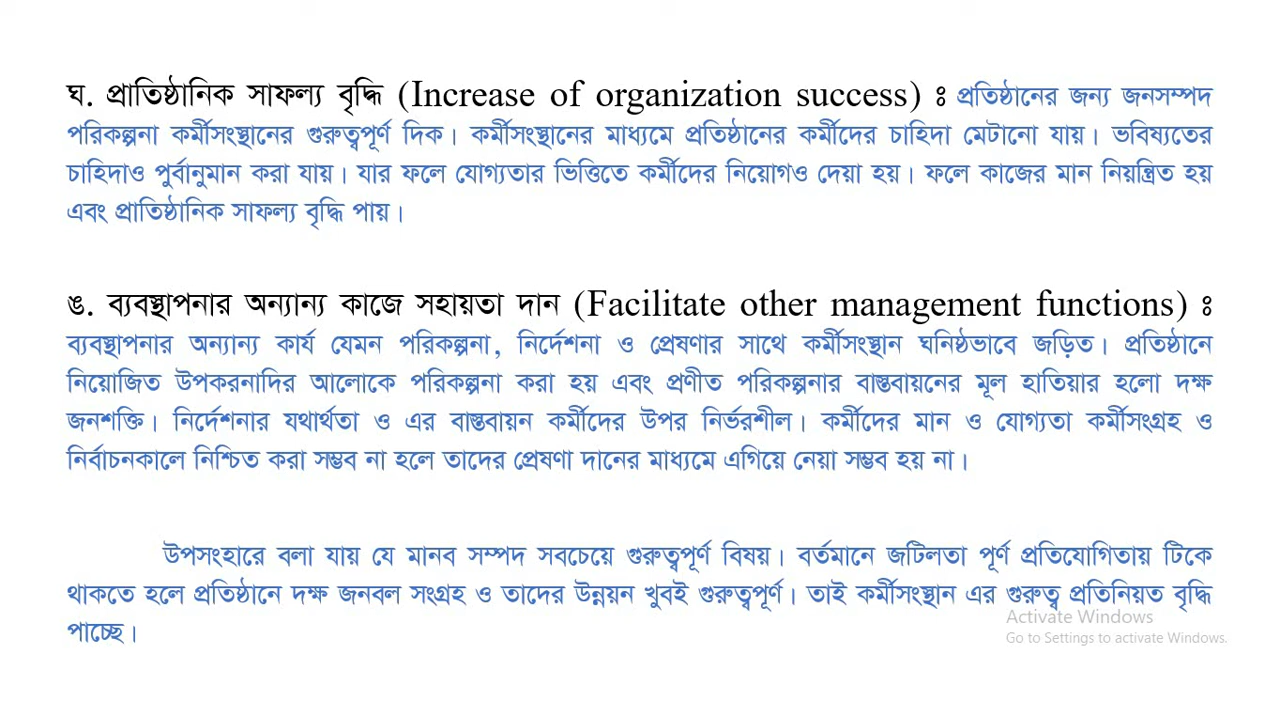 ঘ. প্রাতিষ্ঠানিক সাফল্য বৃদ্ধি (Increase of organization success) ঃ প্রতিষ্ঠানের জন্য জনসম্পদ
পরিকল্পনা কর্মীসংস্থানের গুরুত্বপূর্ণ দিক। কর্মীসংস্থানের মাধ্যমে প্রতিষ্ঠানের কর্মীদের চাহিদা মেটানো যায়। ভবিষ্যতের
চাহিদাও পুর্বানুমান করা যায়। যার ফলে যোগ্যতার ভিত্তিতে কর্মীদের নিয়োগও দেয়া হয়। ফলে কাজের মান নিয়ন্ত্রিত হয়
এবং প্রাতিষ্ঠানিক সাফল্য বৃদ্ধি পায়।
ঙ. ব্যবস্থাপনার অন্যান্য কাজে সহায়তা দান (Facilitate other management functions) ঃ
ব্যবস্থাপনার অন্যান্য কার্য যেমন পরিকল্পনা, নির্দেশনা ও প্রেষণার সাথে কর্মীসংস্থান ঘনিষ্ঠভাবে জড়িত। প্রতিষ্ঠানে
নিয়োজিত উপকরনাদির আলোকে পরিকল্পনা করা হয় এবং প্রণীত পরিকল্পনার বাস্তবায়নের মূল হাতিয়ার হলো দক্ষ
জনশক্তি। নির্দেশনার যথার্থতা ও এর বাস্তবায়ন কর্মীদের উপর নির্ভরশীল। কর্মীদের মান ও যোগ্যতা কর্মীসংগ্রহ ও
নির্বাচনকালে নিশ্চিত করা সম্ভব না হলে তাদের প্রেষণা দানের মাধ্যমে এগিয়ে নেয়া সম্ভব হয় না।
উপসংহারে বলা যায় যে মানব সম্পদ সবচেয়ে গুরুত্বপূর্ণ বিষয়। বর্তমানে জটিলতা পূর্ণ প্রতিযোগিতায় টিকে
থাকতে হলে প্রতিষ্ঠানে দক্ষ জনবল সংগ্রহ ও তাদের উন্নয়ন খুবই গুরুত্বপূর্ণ। তাই কর্মীসংস্থান এর গুরুত্ব প্রতিনিয়ত বৃদ্ধি
পাচ্ছে।
Activate Windows
Go to Settings to activate Windows.